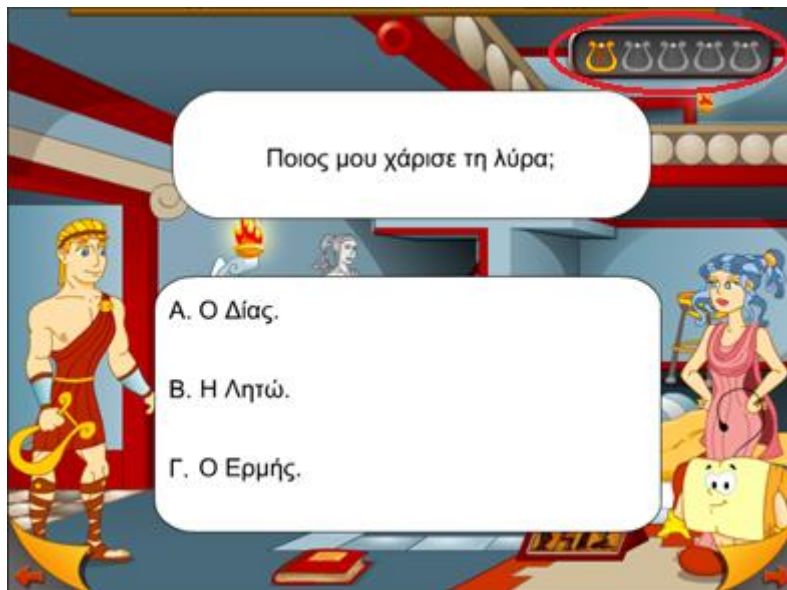 Ποιος μου χάρισε τη λύρα;
Α. Ο Δίας.
Β. Η Λητώ.
Γ. Ο Ερμής.